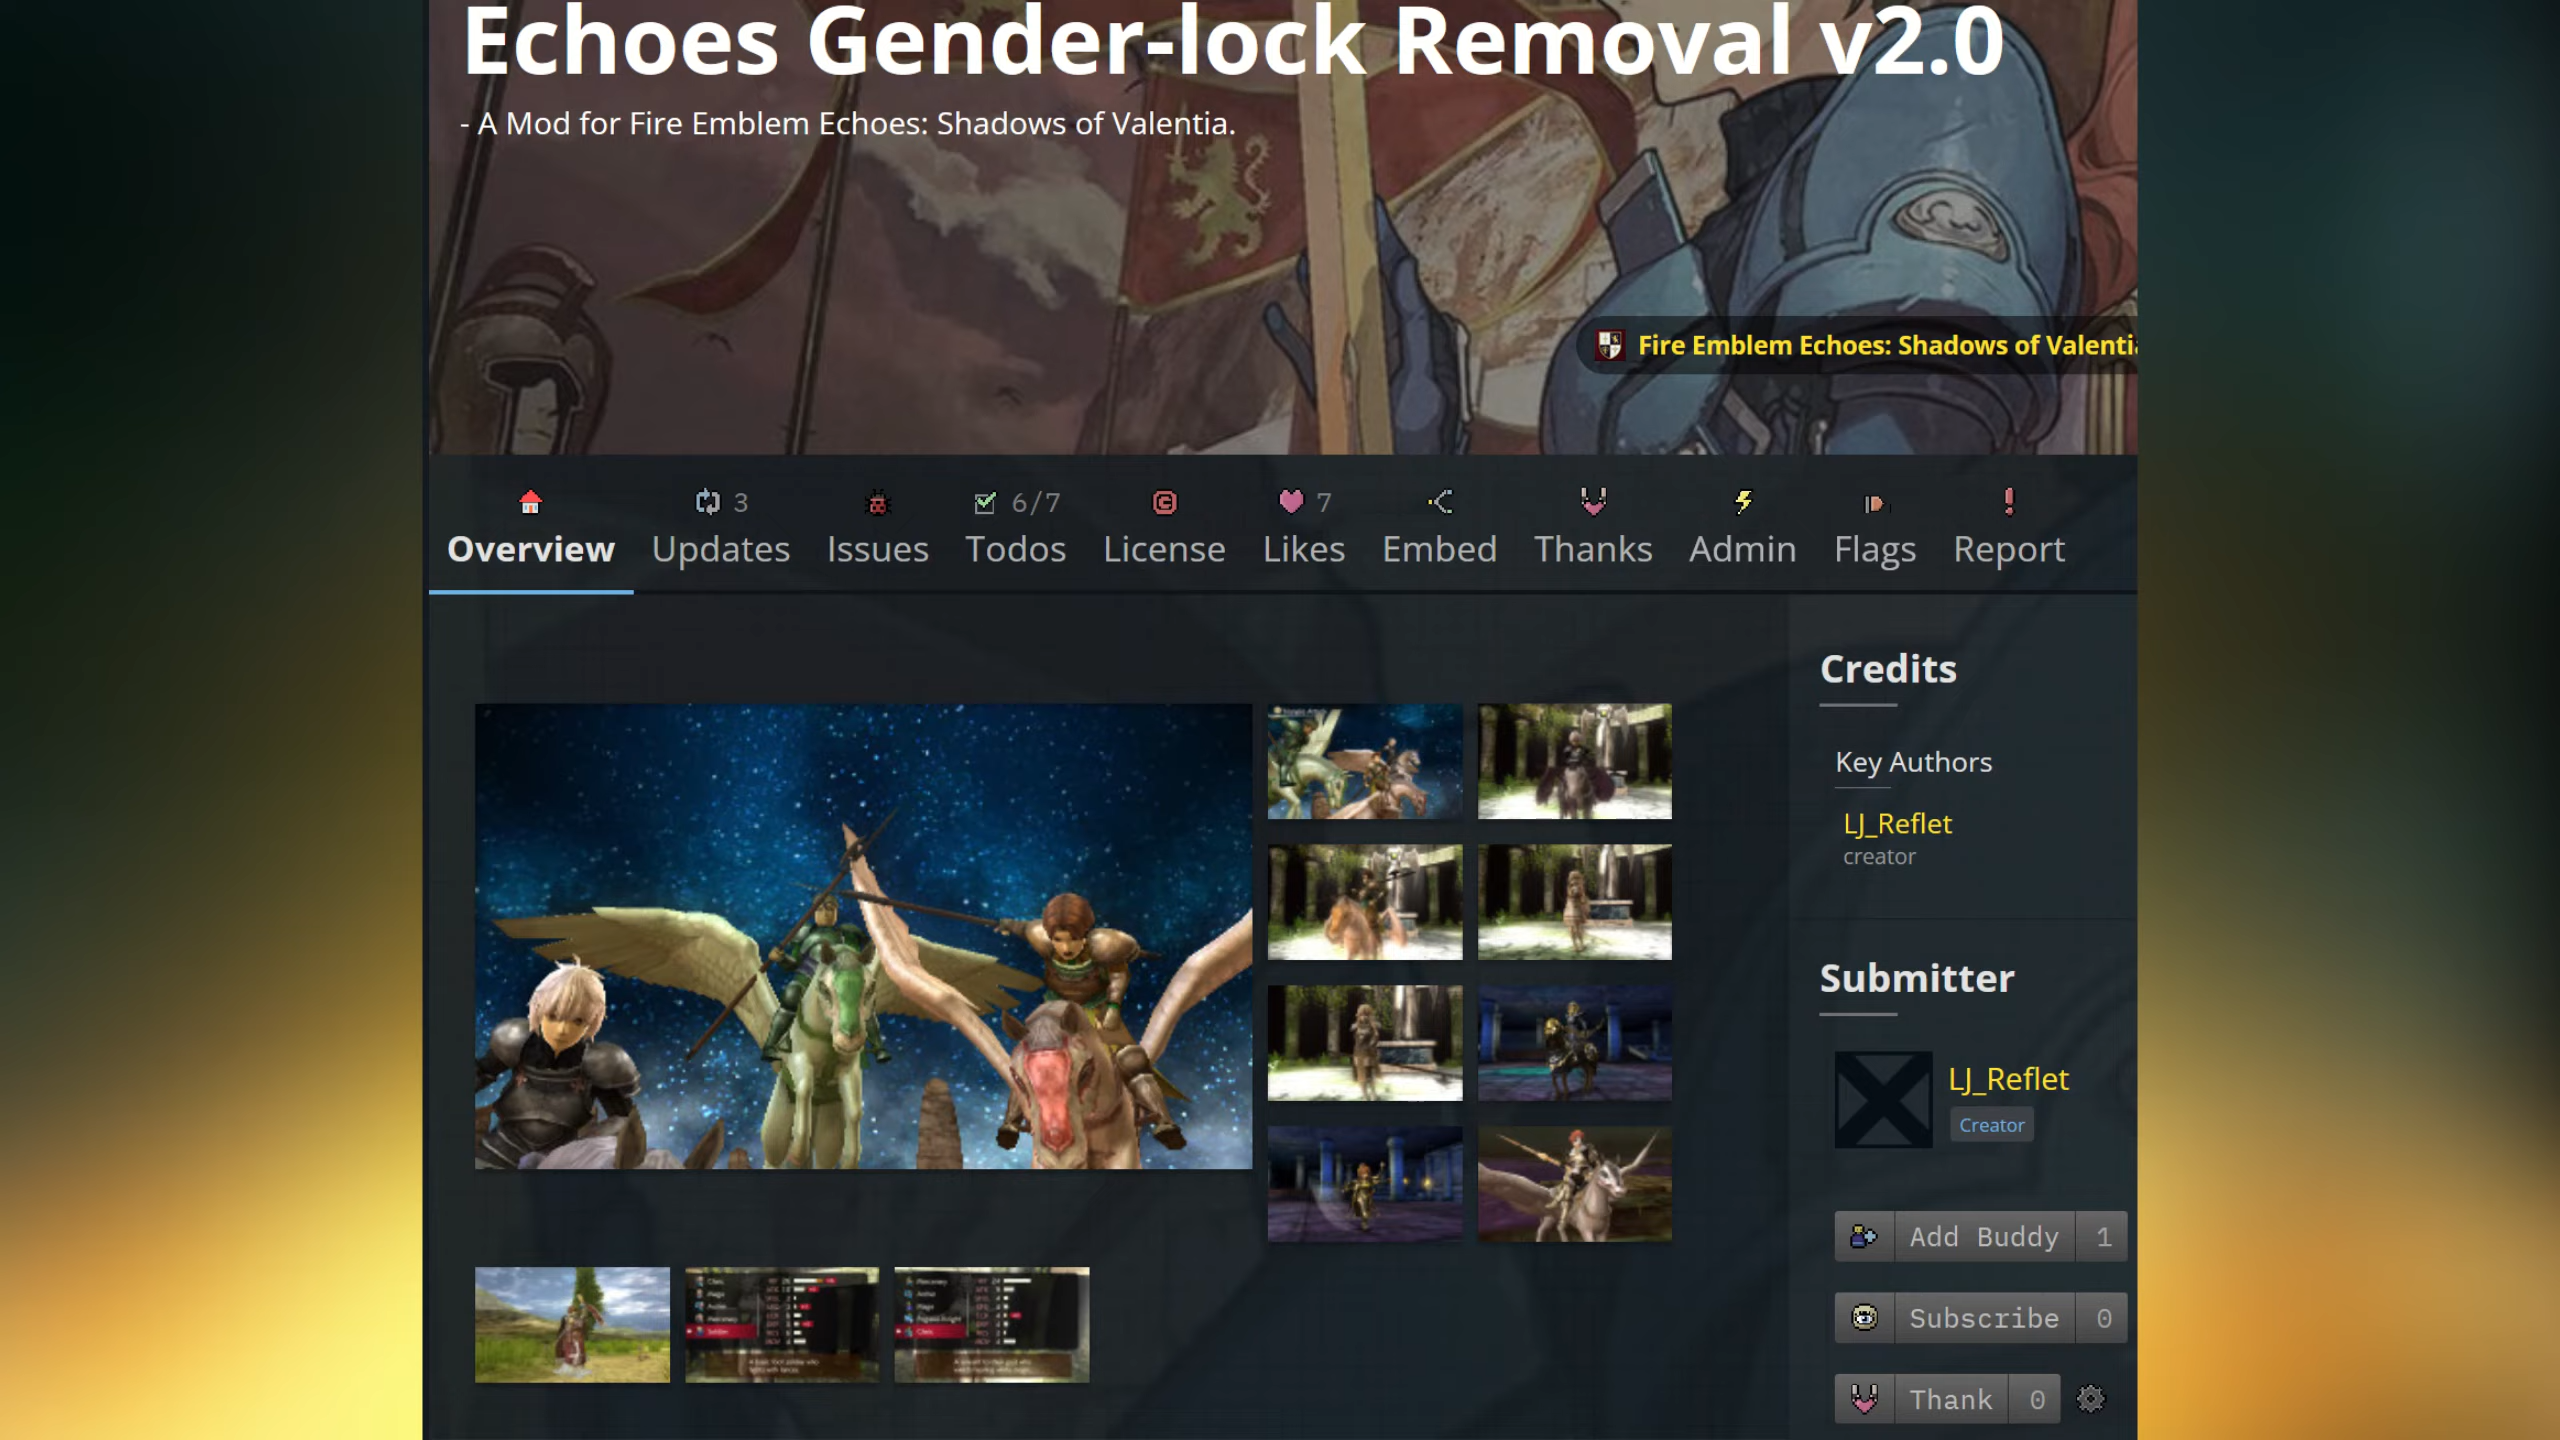 Echoes Gender-lock Removal v2.0
- A Mod for Fire Emblem Echoes: Shadows of Valentia.
Fire Emblem Echoes: Shadows of Valenti
3
6/7
7
Overview
Updates
Issues
Todos
License
Likes
Embed
Thanks
Admin
Flags
Report
Credits
Key Authors
LJ_Reflet
creator
Submitter
LJ_Reflet
Creator
Add Buddy 1
Subscribe 0
Thank 0